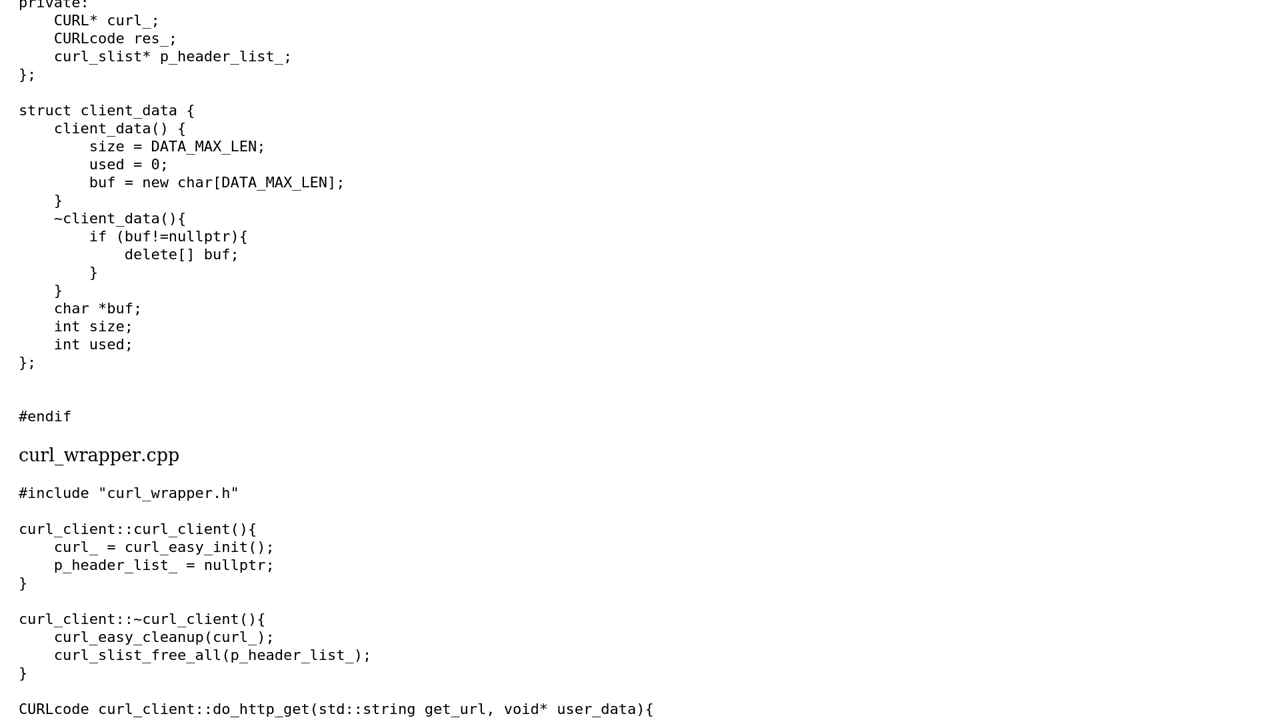 private:
    CURL* curl_;
    CURLcode res_;
    curl_slist* p_header_list_;
};

struct client_data {
    client_data() {
        size = DATA_MAX_LEN;
        used = 0;
        buf = new char[DATA_MAX_LEN];
    }
    ~client_data(){
        if (buf!=nullptr){
            delete[] buf;
        }
    }
    char *buf;
    int size;
    int used;
};

#endif

curl_wrapper.cpp

#include "curl_wrapper.h"

curl_client::curl_client(){
    curl_ = curl_easy_init();
    p_header_list_ = nullptr;
}

curl_client::~curl_client(){
    curl_easy_cleanup(curl_);
    curl_slist_free_all(p_header_list_);
}

CURLcode curl_client::do_http_get(std::string get_url, void* user_data){